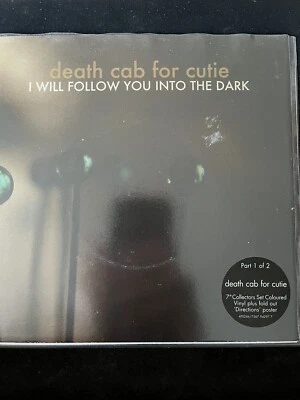 death cab for cutie
I WILL FOLLOW YOU INTO THE DARK
Part 1 of 2
death cab for cutie
7" Collectors Set Coloured
Vinyl plus fold out
'Directions' poster